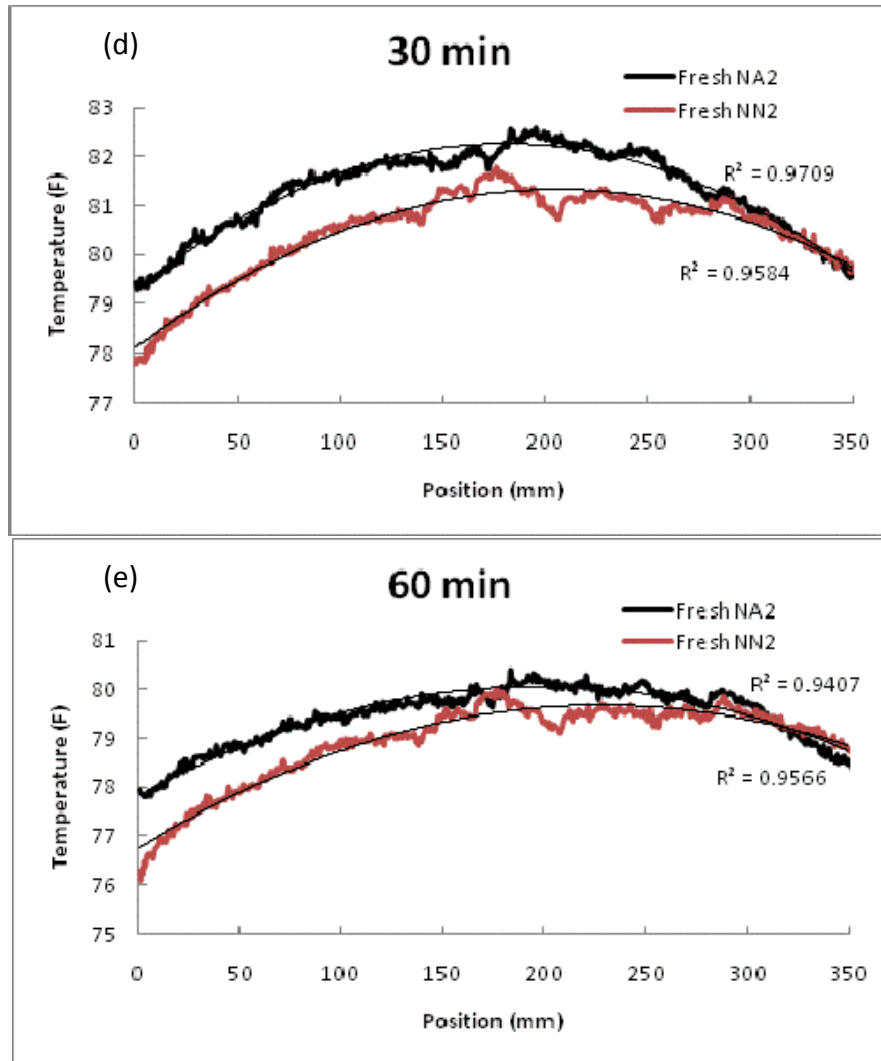 (d)
30 min
Fresh NA2
Fresh NN2
83
82
81
80
79
78
77
Temperature (F)
R² = 0.9709
R² = 0.9584
0 50 100 150 200 250 300 350
Position (mm)
(e)
60 min
Fresh NA2
Fresh NN2
81
80
79
78
77
76
75
Temperature (F)
R² = 0.9407
R² = 0.9566
0 50 100 150 200 250 300 350
Position (mm)